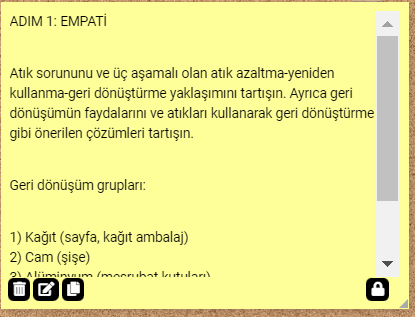 ADIM 1: EMPATİ
Atık sorununu ve üç aşamalı olan atık azaltma-yeniden
kullanma-geri dönüştürme yaklaşımını tartışın. Ayrıca geri
dönüşümün faydalarını ve atıkları kullanarak geri dönüştürme
gibi önerilen çözümleri tartışın.
Geri dönüşüm grupları:
1) Kağıt (sayfa, kağıt ambalaj)
2) Cam (şişe)
3) Alüminyum (meşrubat kutuları)